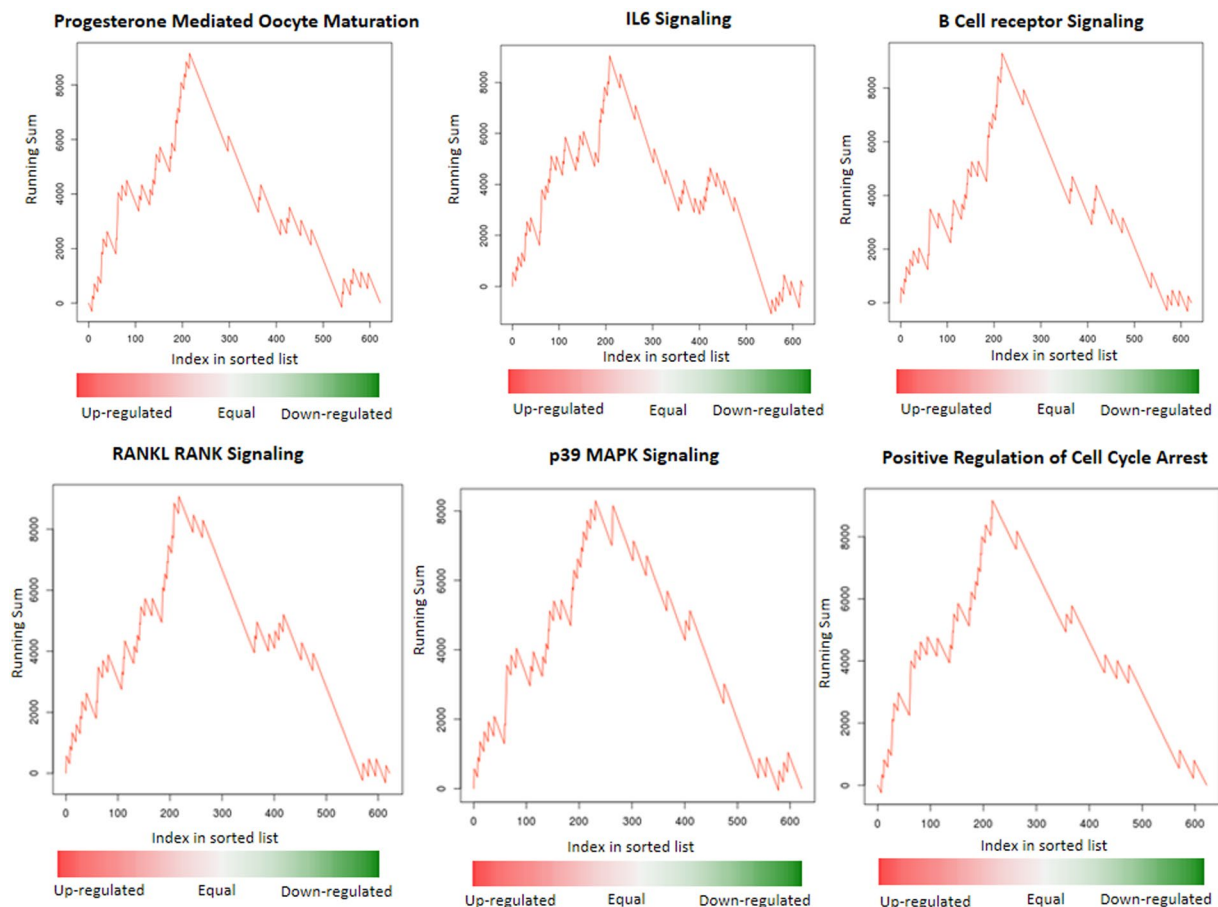 Progesterone Mediated Oocyte Maturation
Running Sum
8000
6000
4000
2000
0
0 100 200 300 400 500 600
Index in sorted list
Up-regulated Equal Down-regulated
IL6 Signaling
Running Sum
8000
6000
4000
2000
0
0 100 200 300 400 500 600
Index in sorted list
Up-regulated Equal Down-regulated
B Cell receptor Signaling
Running Sum
8000
6000
4000
2000
0
0 100 200 300 400 500 600
Index in sorted list
Up-regulated Equal Down-regulated
RANKL RANK Signaling
Running Sum
8000
6000
4000
2000
0
0 100 200 300 400 500 600
Index in sorted list
Up-regulated Equal Down-regulated
p39 MAPK Signaling
Running Sum
8000
6000
4000
2000
0
0 100 200 300 400 500 600
Index in sorted list
Up-regulated Equal Down-regulated
Positive Regulation of Cell Cycle Arrest
Running Sum
8000
6000
4000
2000
0
0 100 200 300 400 500 600
Index in sorted list
Up-regulated Equal Down-regulated